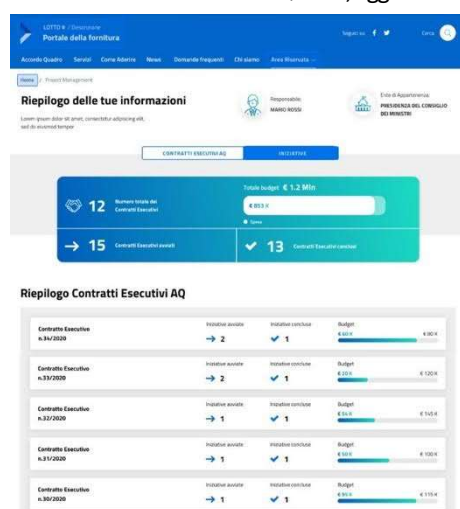 LOTTO # / Descrizione
Portale della fornitura
Seguici su
Cerca
Accordo Quadro Servizi Come Aderire News Domande frequenti Chi siamo Area Riservata
Home / Project Management
Riepilogo delle tue informazioni
Lorem ipsum dolor sit amet, consectetur adipiscing elit,
sed do eiusmod tempor
Responsabile:
MARIO ROSSI
Ente di Appartenenza:
PRESIDENZA DEL CONSIGLIO
DEI MINISTRI
CONTRATTI ESECUTIVI AQ
INIZIATIVE
12 Numero totale dei
Contratti Esecutivi
Totale budget € 1.2 Mln
€ 853 K
15 Contratti Esecutivi avviati
13 Contratti Esecutivi conclusi
Riepilogo Contratti Esecutivi AQ
Contratto Esecutivo
n.34/2020
Iniziative avviate
2
Iniziative concluse
1
Budget
€ 60 K € 80 K
Contratto Esecutivo
n.33/2020
Iniziative avviate
2
Iniziative concluse
1
Budget
€ 20 K € 120 K
Contratto Esecutivo
n.32/2020
Iniziative avviate
1
Iniziative concluse
1
Budget
€ 145 K
Contratto Esecutivo
n.31/2020
Iniziative avviate
1
Iniziative concluse
1
Budget
€ 50 K € 100 K
Contratto Esecutivo
n.30/2020
Iniziative avviate
1
Iniziative concluse
1
Budget
€ 95 K € 115 K